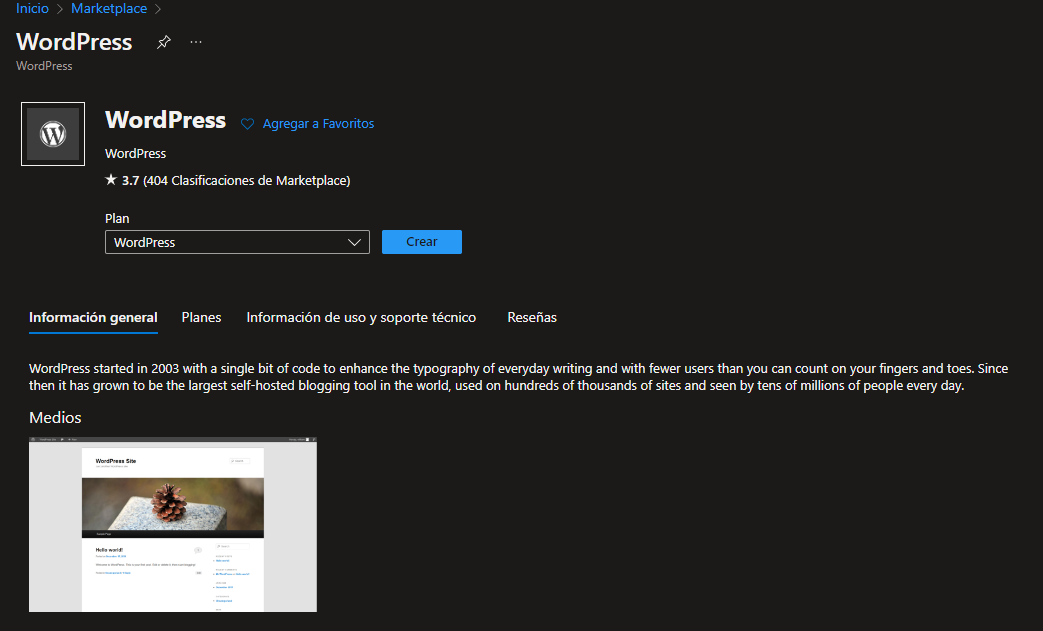 Inicio > Marketplace >
WordPress ...
WordPress
WordPress Agregar a Favoritos
WordPress
★ 3.7 (404 Clasificaciones de Marketplace)
Plan
WordPress Crear
Información general Planes Información de uso y soporte técnico Reseñas
WordPress started in 2003 with a single bit of code to enhance the typography of everyday writing and with fewer users than you can count on your fingers and toes. Since
then it has grown to be the largest self-hosted blogging tool in the world, used on hundreds of thousands of sites and seen by tens of millions of people every day.
Medios
WordPress Site
Hello world!